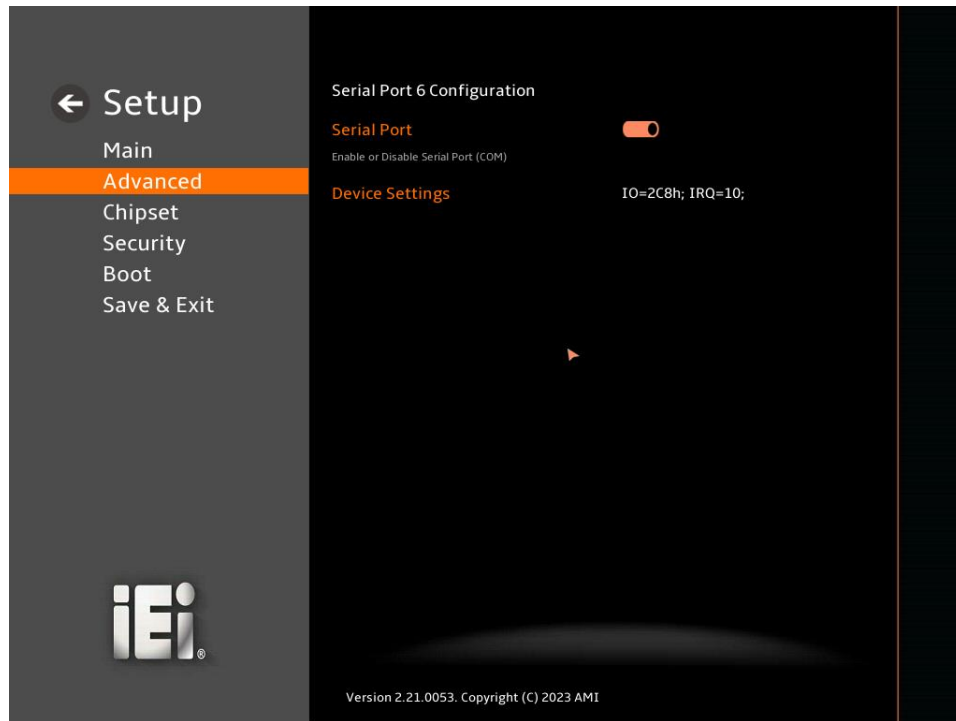 Setup
Main
Advanced
Chipset
Security
Boot
Save & Exit
Serial Port 6 Configuration
Serial Port
Enable or Disable Serial Port (COM)
Device Settings IO=2C8h; IRQ=10;
iEi®
Version 2.21.0053. Copyright (C) 2023 AMI